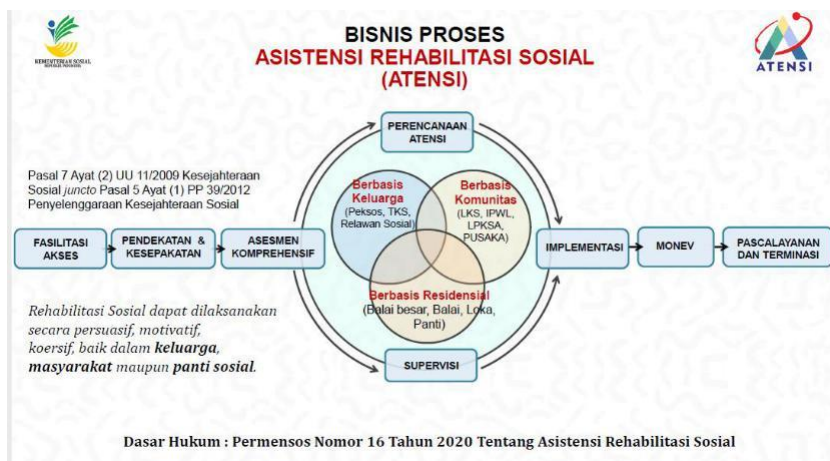 KEMENTERIAN SOSIAL
REPUBLIK INDONESIA
BISNIS PROSES
ASISTENSI REHABILITASI SOSIAL
(ATENSI)
ATENSI
PERENCANAAN
ATENSI
Pasal 7 Ayat (2) UU 11/2009 Kesejahteraan
Sosial juncto Pasal 5 Ayat (1) PP 39/2012
Penyelenggaraan Kesejahteraan Sosial
Berbasis
Keluarga
(Peksos, TKS,
Relawan Sosial)
Berbasis
Komunitas
(LKS, IPWL,
LPKSA,
PUSAKA)
FASILITASI
AKSES
PENDEKATAN &
KESEPAKATAN
ASESMEN
KOMPREHENSIF
IMPLEMENTASI
MONEV
PASCALAYANAN
DAN TERMINASI
Berbasis Residensial
(Balai besar, Balai, Loka,
Panti)
Rehabilitasi Sosial dapat dilaksanakan
secara persuasif, motivatif,
koersif, baik dalam keluarga,
masyarakat maupun panti sosial.
SUPERVISI
Dasar Hukum : Permensos Nomor 16 Tahun 2020 Tentang Asistensi Rehabilitasi Sosial